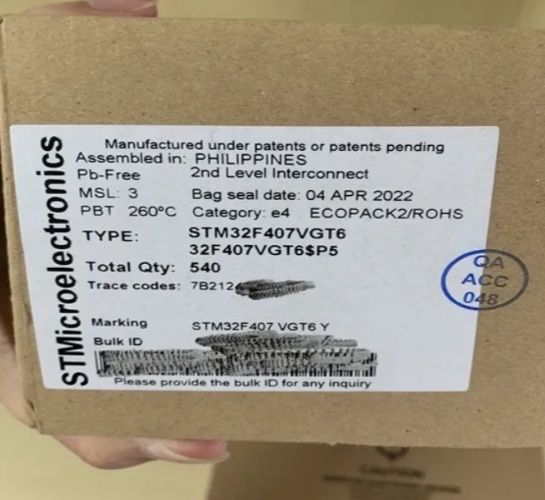 STMicroelectronics
Manufactured under patents or patents pending
Assembled in: PHILIPPINES
Pb-Free 2nd Level Interconnect
MSL: 3 Bag seal date: 04 APR 2022
PBT 260°C Category: e4 ECOPACK2/ROHS
TYPE: STM32F407VGT6
32F407VGT6$P5
Total Qty: 540
Trace codes: 7B212
Marking STM32F407 VGT6 Y
Bulk ID
Please provide the bulk ID for any inquiry
QA
ACC
048
CAUTION